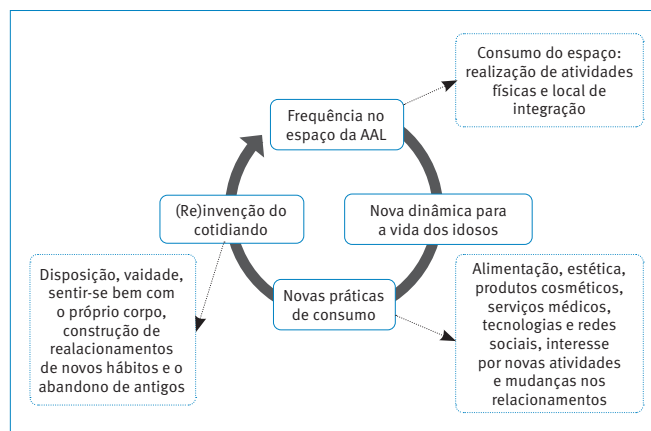 Consumo do espaço:
realização de atividades
físicas e local de
integração
Frequência no
espaço da AAL
(Re)invenção do
cotidiando
Nova dinâmica para
a vida dos idosos
Disposição, vaidade,
sentir-se bem com
o próprio corpo,
construção de
realacionamentos
de novos hábitos e o
abandono de antigos
Novas práticas
de consumo
Alimentação, estética,
produtos cosméticos,
serviços médicos,
tecnologias e redes
sociais, interesse
por novas atividades
e mudanças nos
relacionamentos